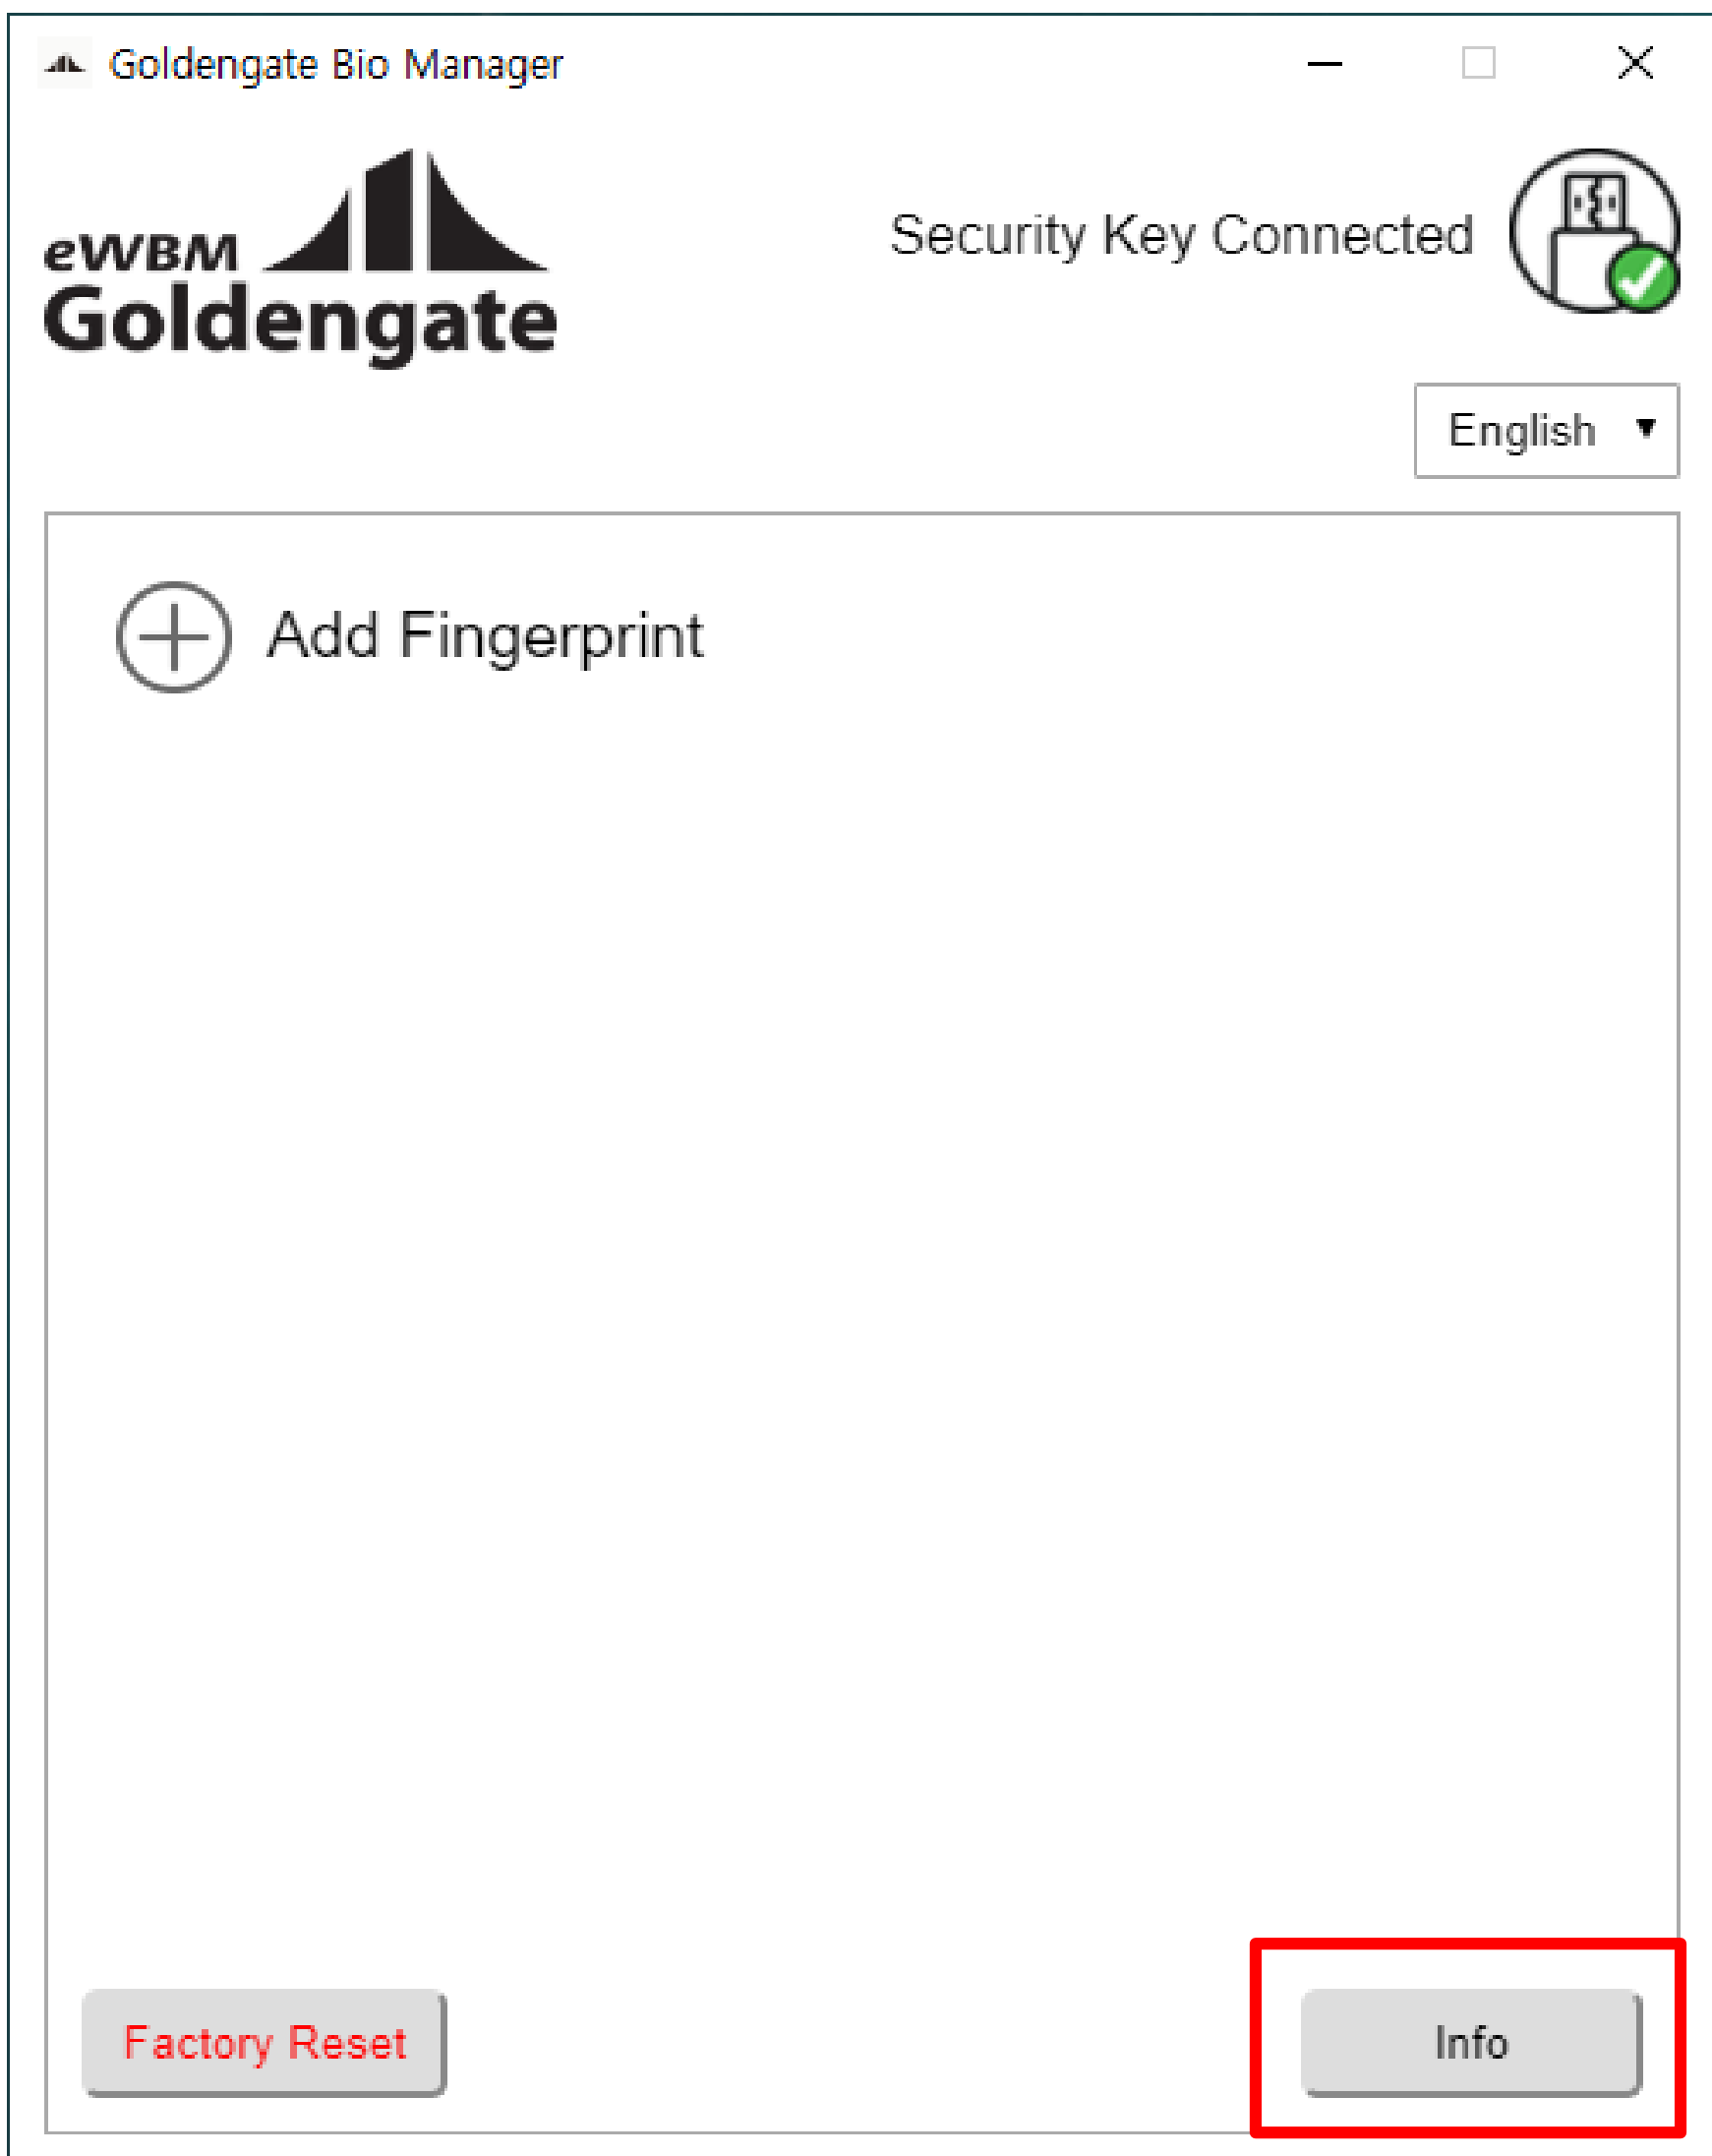 Goldengate Bio Manager
eWBM
Goldengate
Security Key Connected
English
Add Fingerprint
Factory Reset
Info